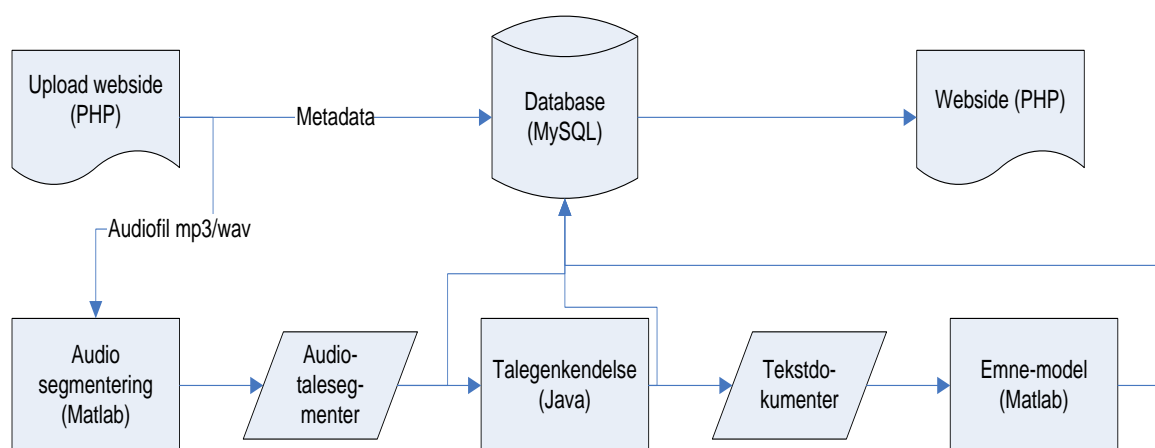 Upload webside
(PHP)
Metadata
Database
(MySQL)
Webside (PHP)
Audiofil mp3/wav
Audio
segmentering
(Matlab)
Audio-
taleseg-
menter
Talegenkendelse
(Java)
Tekstdo-
kumenter
Emne-model
(Matlab)